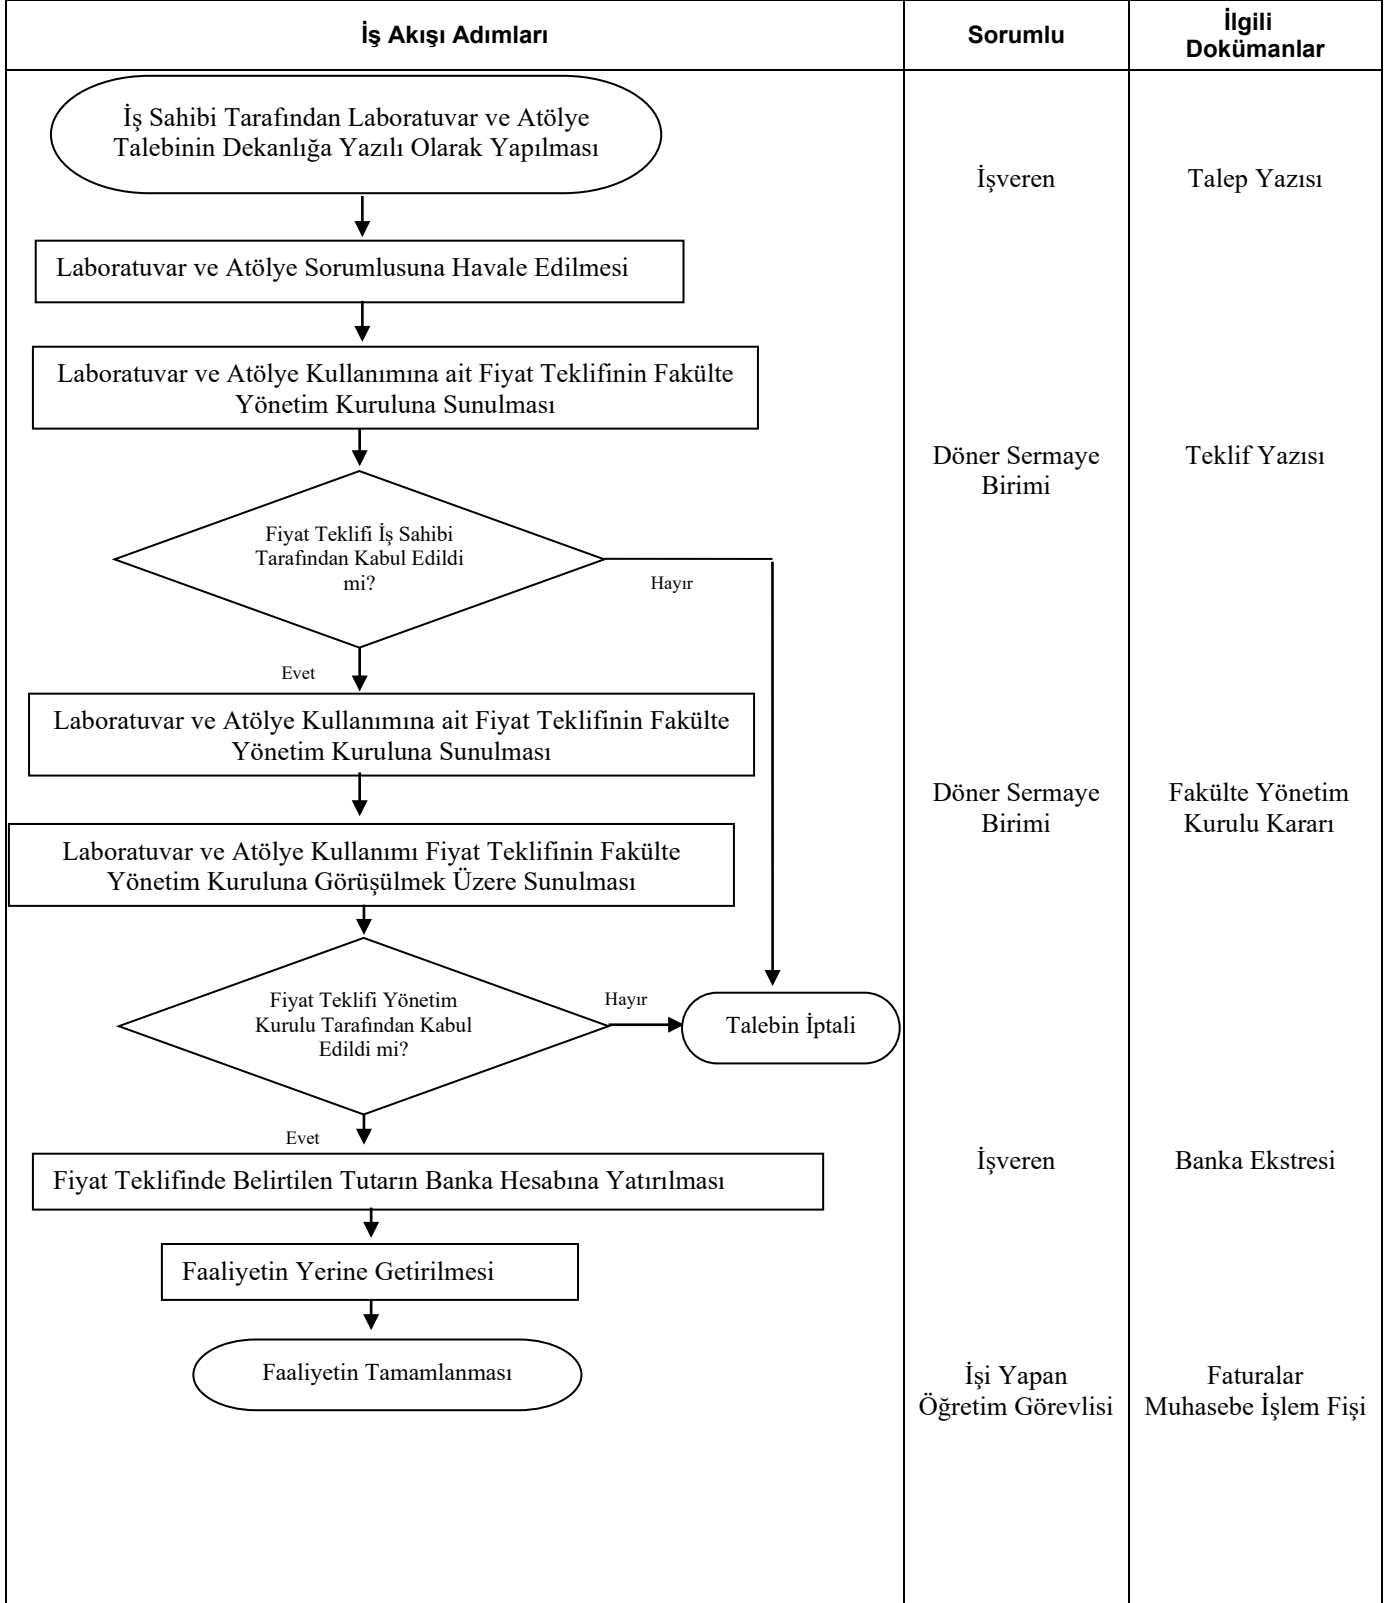 İş Akışı Adımları
Sorumlu
İlgili
Dokümanlar
İş Sahibi Tarafından Laboratuvar ve Atölye
Talebinin Dekanlığa Yazılı Olarak Yapılması
İşveren
Talep Yazısı
Laboratuvar ve Atölye Sorumlusuna Havale Edilmesi
Laboratuvar ve Atölye Kullanımına ait Fiyat Teklifinin Fakülte
Yönetim Kuruluna Sunulması
Döner Sermaye
Birimi
Teklif Yazısı
Fiyat Teklifi İş Sahibi
Tarafından Kabul Edildi
mi?
Hayır
Evet
Laboratuvar ve Atölye Kullanımına ait Fiyat Teklifinin Fakülte
Yönetim Kuruluna Sunulması
Döner Sermaye
Birimi
Fakülte Yönetim
Kurulu Kararı
Laboratuvar ve Atölye Kullanımı Fiyat Teklifinin Fakülte
Yönetim Kuruluna Görüşülmek Üzere Sunulması
Fiyat Teklifi Yönetim
Kurulu Tarafından Kabul
Edildi mi?
Hayır
Talebin İptali
Evet
İşveren
Banka Ekstresi
Fiyat Teklifinde Belirtilen Tutarın Banka Hesabına Yatırılması
Faaliyetin Yerine Getirilmesi
Faaliyetin Tamamlanması
İşi Yapan
Öğretim Görevlisi
Faturalar
Muhasebe İşlem Fişi